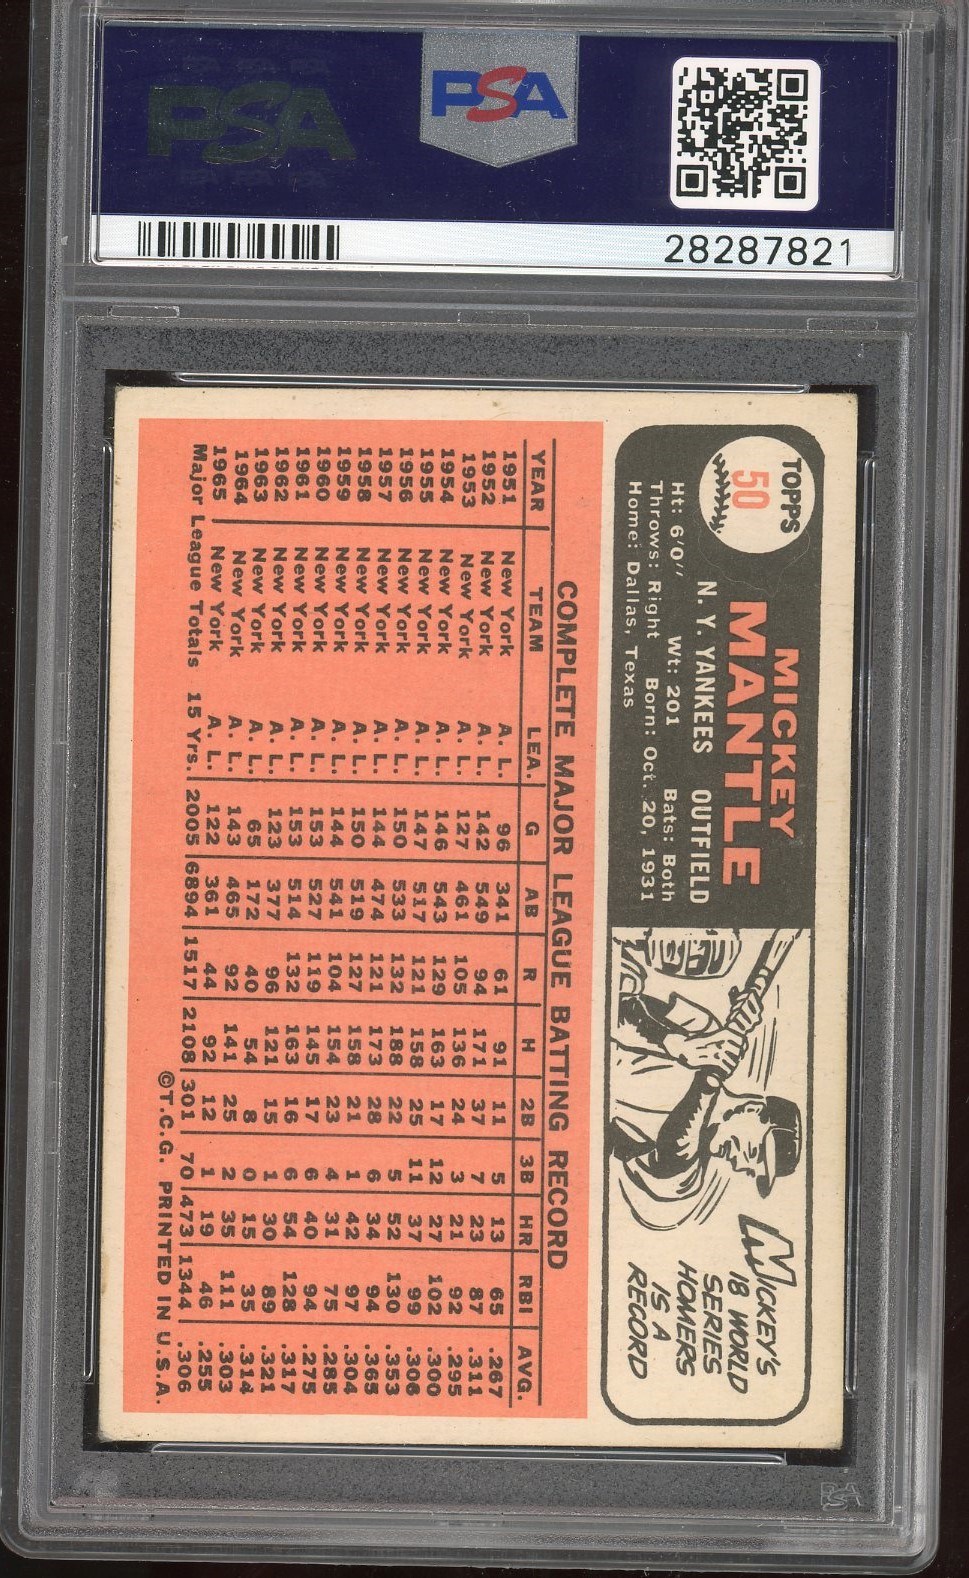 PSA
PSA
28287821
TOPPS
50
MICKEY
MANTLE
N. Y. YANKEES OUTFIELD
Ht: 6'0" Wt: 201 Bats: Both
Throws: Right Born: Oct. 20, 1931
Home: Dallas, Texas
MICKEY'S
18 WORLD
SERIES
HOMERS
IS A
RECORD
COMPLETE MAJOR LEAGUE BATTING RECORD
YEAR TEAM LEA. G AB R H 2B 3B HR RBI AVG.
1951 New York A. L. 96 341 61 91 11 5 13 65 .267
1952 New York A. L. 142 549 94 171 37 7 23 87 .311
1953 New York A. L. 127 461 105 136 24 3 21 92 .295
1954 New York A. L. 146 543 129 163 17 12 27 102 .300
1955 New York A. L. 147 517 121 158 25 11 37 99 .306
1956 New York A. L. 150 533 132 188 22 5 52 130 .353
1957 New York A. L. 144 474 121 173 28 6 34 94 .365
1958 New York A. L. 150 519 127 158 21 1 42 97 .304
1959 New York A. L. 144 541 104 154 23 4 31 75 .285
1960 New York A. L. 153 527 119 145 17 6 40 94 .275
1961 New York A. L. 153 514 132 163 16 6 54 128 .317
1962 New York A. L. 123 377 96 121 15 1 30 89 .321
1963 New York A. L. 65 172 40 54 8 0 15 35 .314
1964 New York A. L. 143 465 92 141 25 2 35 111 .303
1965 New York A. L. 122 361 44 92 12 1 19 46 .255
Major League Totals 15 Yrs. 2005 6894 1517 2108 301 70 473 1344 .306
©T.C.G. PRINTED IN U.S.A.
PSA